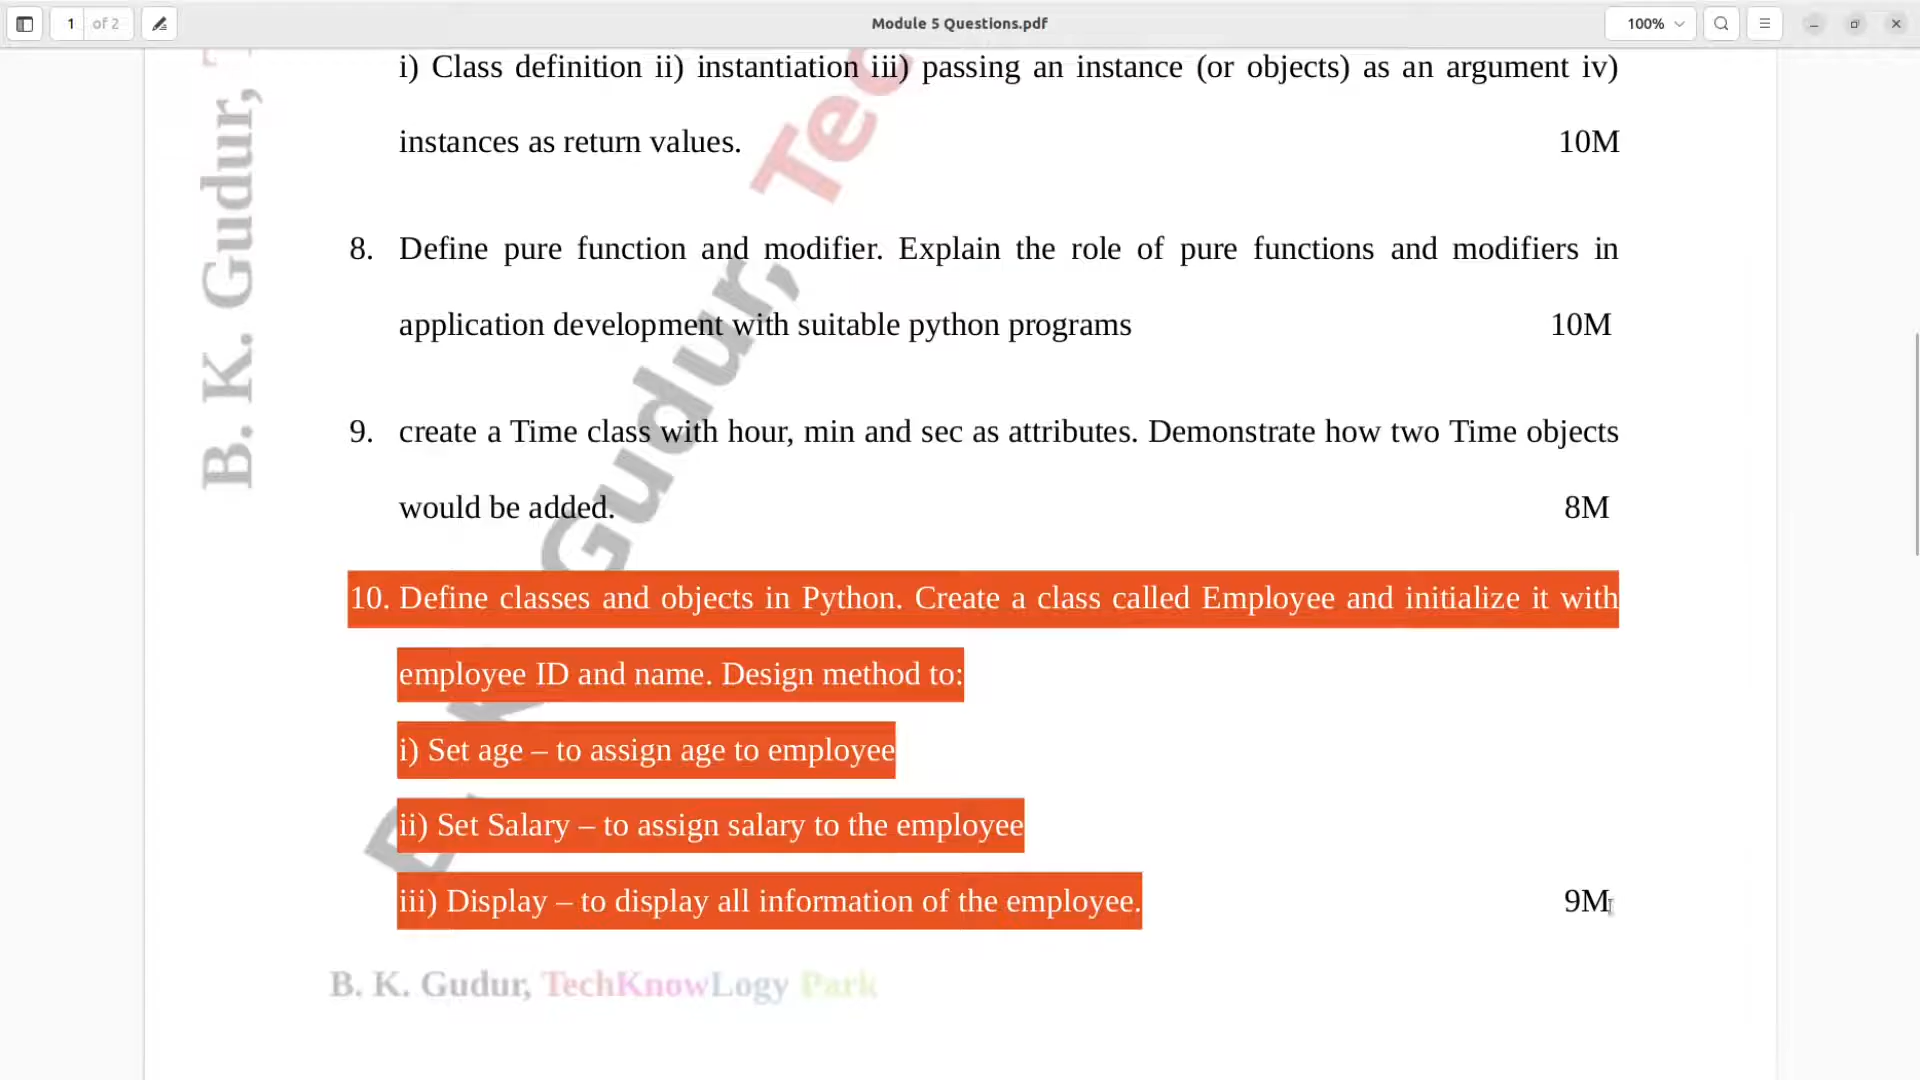 1 of 2
Module 5 Questions.pdf
100%
i) Class definition ii) instantiation iii) passing an instance (or objects) as an argument iv)
instances as return values. 10M
8. Define pure function and modifier. Explain the role of pure functions and modifiers in
application development with suitable python programs 10M
9. create a Time class with hour, min and sec as attributes. Demonstrate how two Time objects
would be added. 8M
10. Define classes and objects in Python. Create a class called Employee and initialize it with
employee ID and name. Design method to:
i) Set age – to assign age to employee
ii) Set Salary – to assign salary to the employee
iii) Display – to display all information of the employee. 9M
B. K. Gudur, TechKnowLogy Park
B. K. Gudur,
B. K. Gudur, Tec